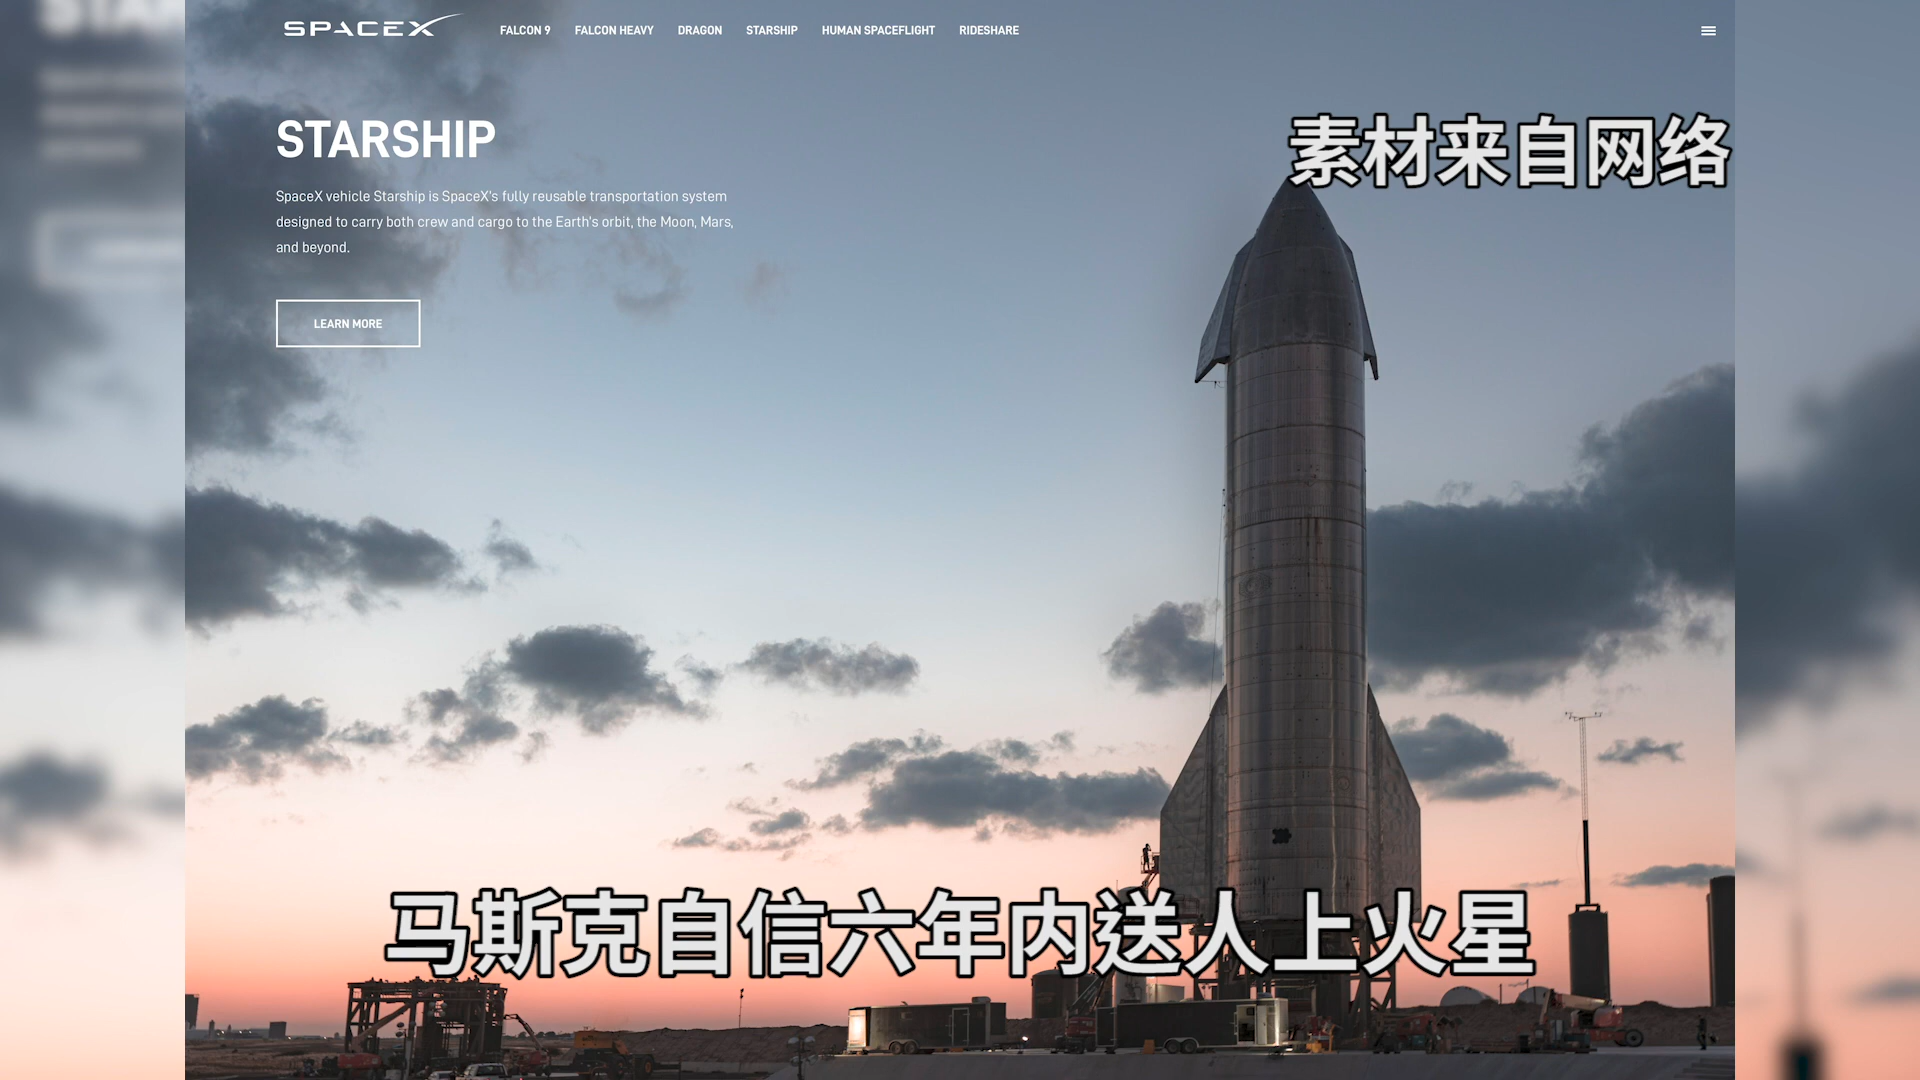 SPACEX
FALCON 9 FALCON HEAVY DRAGON STARSHIP HUMAN SPACEFLIGHT RIDESHARE
素材来自网络
STARSHIP
SpaceX vehicle Starship is SpaceX's fully reusable transportation system
designed to carry both crew and cargo to the Earth's orbit, the Moon, Mars,
and beyond.
LEARN MORE
马斯克自信六年内送人上火星